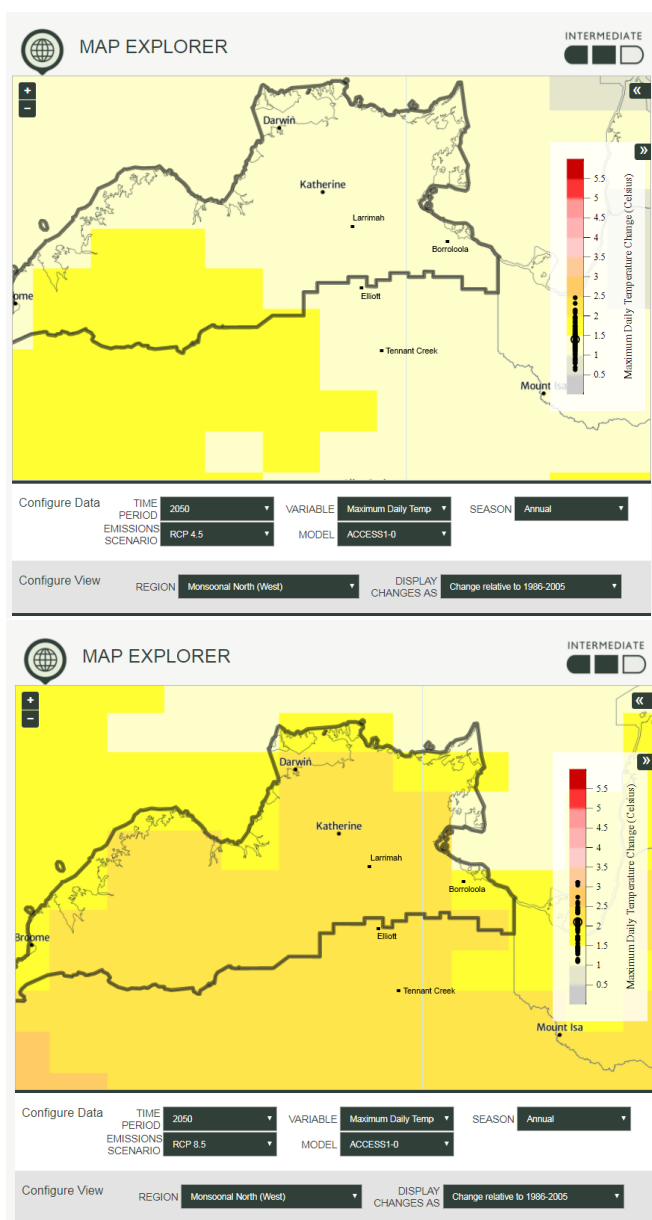 MAP EXPLORER
INTERMEDIATE
+
−
«
»
Darwin
Katherine
Larrimah
Borroloola
Elliott
ome
Tennant Creek
Mount Isa
5.5
5
4.5
4
3.5
3
2.5
2
1.5
1
0.5
Maximum Daily Temperature Change (Celsius)
Configure Data
TIME PERIOD
2050
VARIABLE
Maximum Daily Temp
SEASON
Annual
EMISSIONS SCENARIO
RCP 4.5
MODEL
ACCESS1-0
Configure View
REGION
Monsoonal North (West)
DISPLAY CHANGES AS
Change relative to 1986-2005
MAP EXPLORER
INTERMEDIATE
+
−
«
»
Darwin
Katherine
Larrimah
Borroloola
Elliott
Broome
Tennant Creek
Mount Isa
5.5
5
4.5
4
3.5
3
2.5
2
1.5
1
0.5
Maximum Daily Temperature Change (Celsius)
Configure Data
TIME PERIOD
2050
VARIABLE
Maximum Daily Temp
SEASON
Annual
EMISSIONS SCENARIO
RCP 8.5
MODEL
ACCESS1-0
Configure View
REGION
Monsoonal North (West)
DISPLAY CHANGES AS
Change relative to 1986-2005